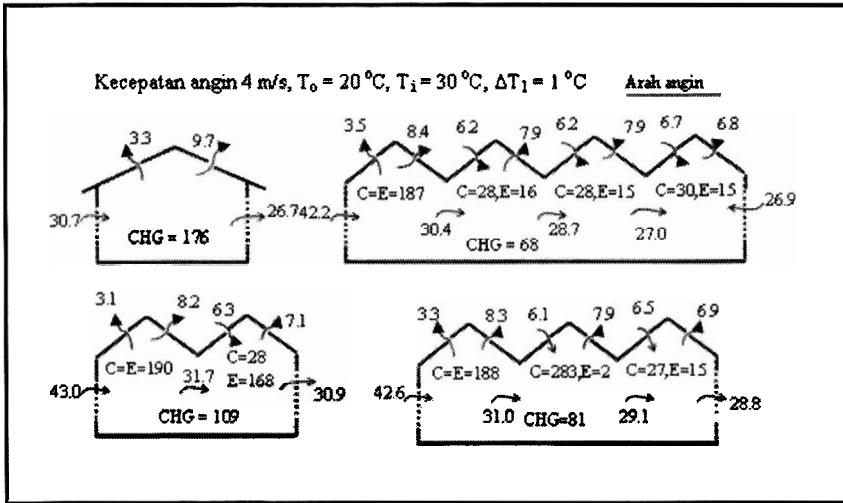 Kecepatan angin 4 m/s, Tₒ = 20 ⁰C, Tᵢ = 30 ⁰C, ΔT₁ = 1 ⁰C Arah angin
3.3 9.7
30.7 26.7
CHG = 176
3.5 8.4 6.2 7.9 6.2 7.9 6.7 6.8
C=E=187 C=28,E=16 C=28,E=15 C=30,E=15
42.2 30.4 28.7 27.0 26.9
CHG = 68
3.1 8.2 6.3 7.1
C=E=190 C=28
E=168
43.0 31.7 30.9
CHG = 109
3.3 8.3 6.1 7.9 6.5 6.9
C=E=188 C=283,E=2 C=27,E=15
42.6 31.0 29.1 28.8
CHG=81